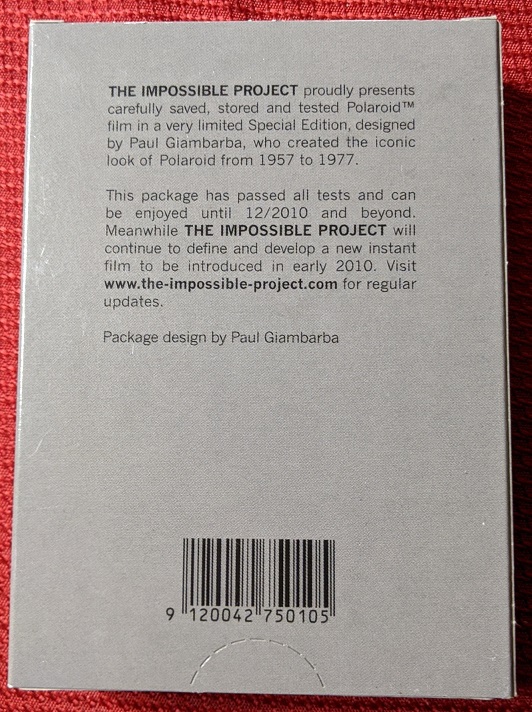 THE IMPOSSIBLE PROJECT proudly presents
carefully saved, stored and tested Polaroid™
film in a very limited Special Edition, designed
by Paul Giambarba, who created the iconic
look of Polaroid from 1957 to 1977.
This package has passed all tests and can
be enjoyed until 12/2010 and beyond.
Meanwhile THE IMPOSSIBLE PROJECT will
continue to define and develop a new instant
film to be introduced in early 2010. Visit
www.the-impossible-project.com for regular
updates.
Package design by Paul Giambarba
9 120042 750105